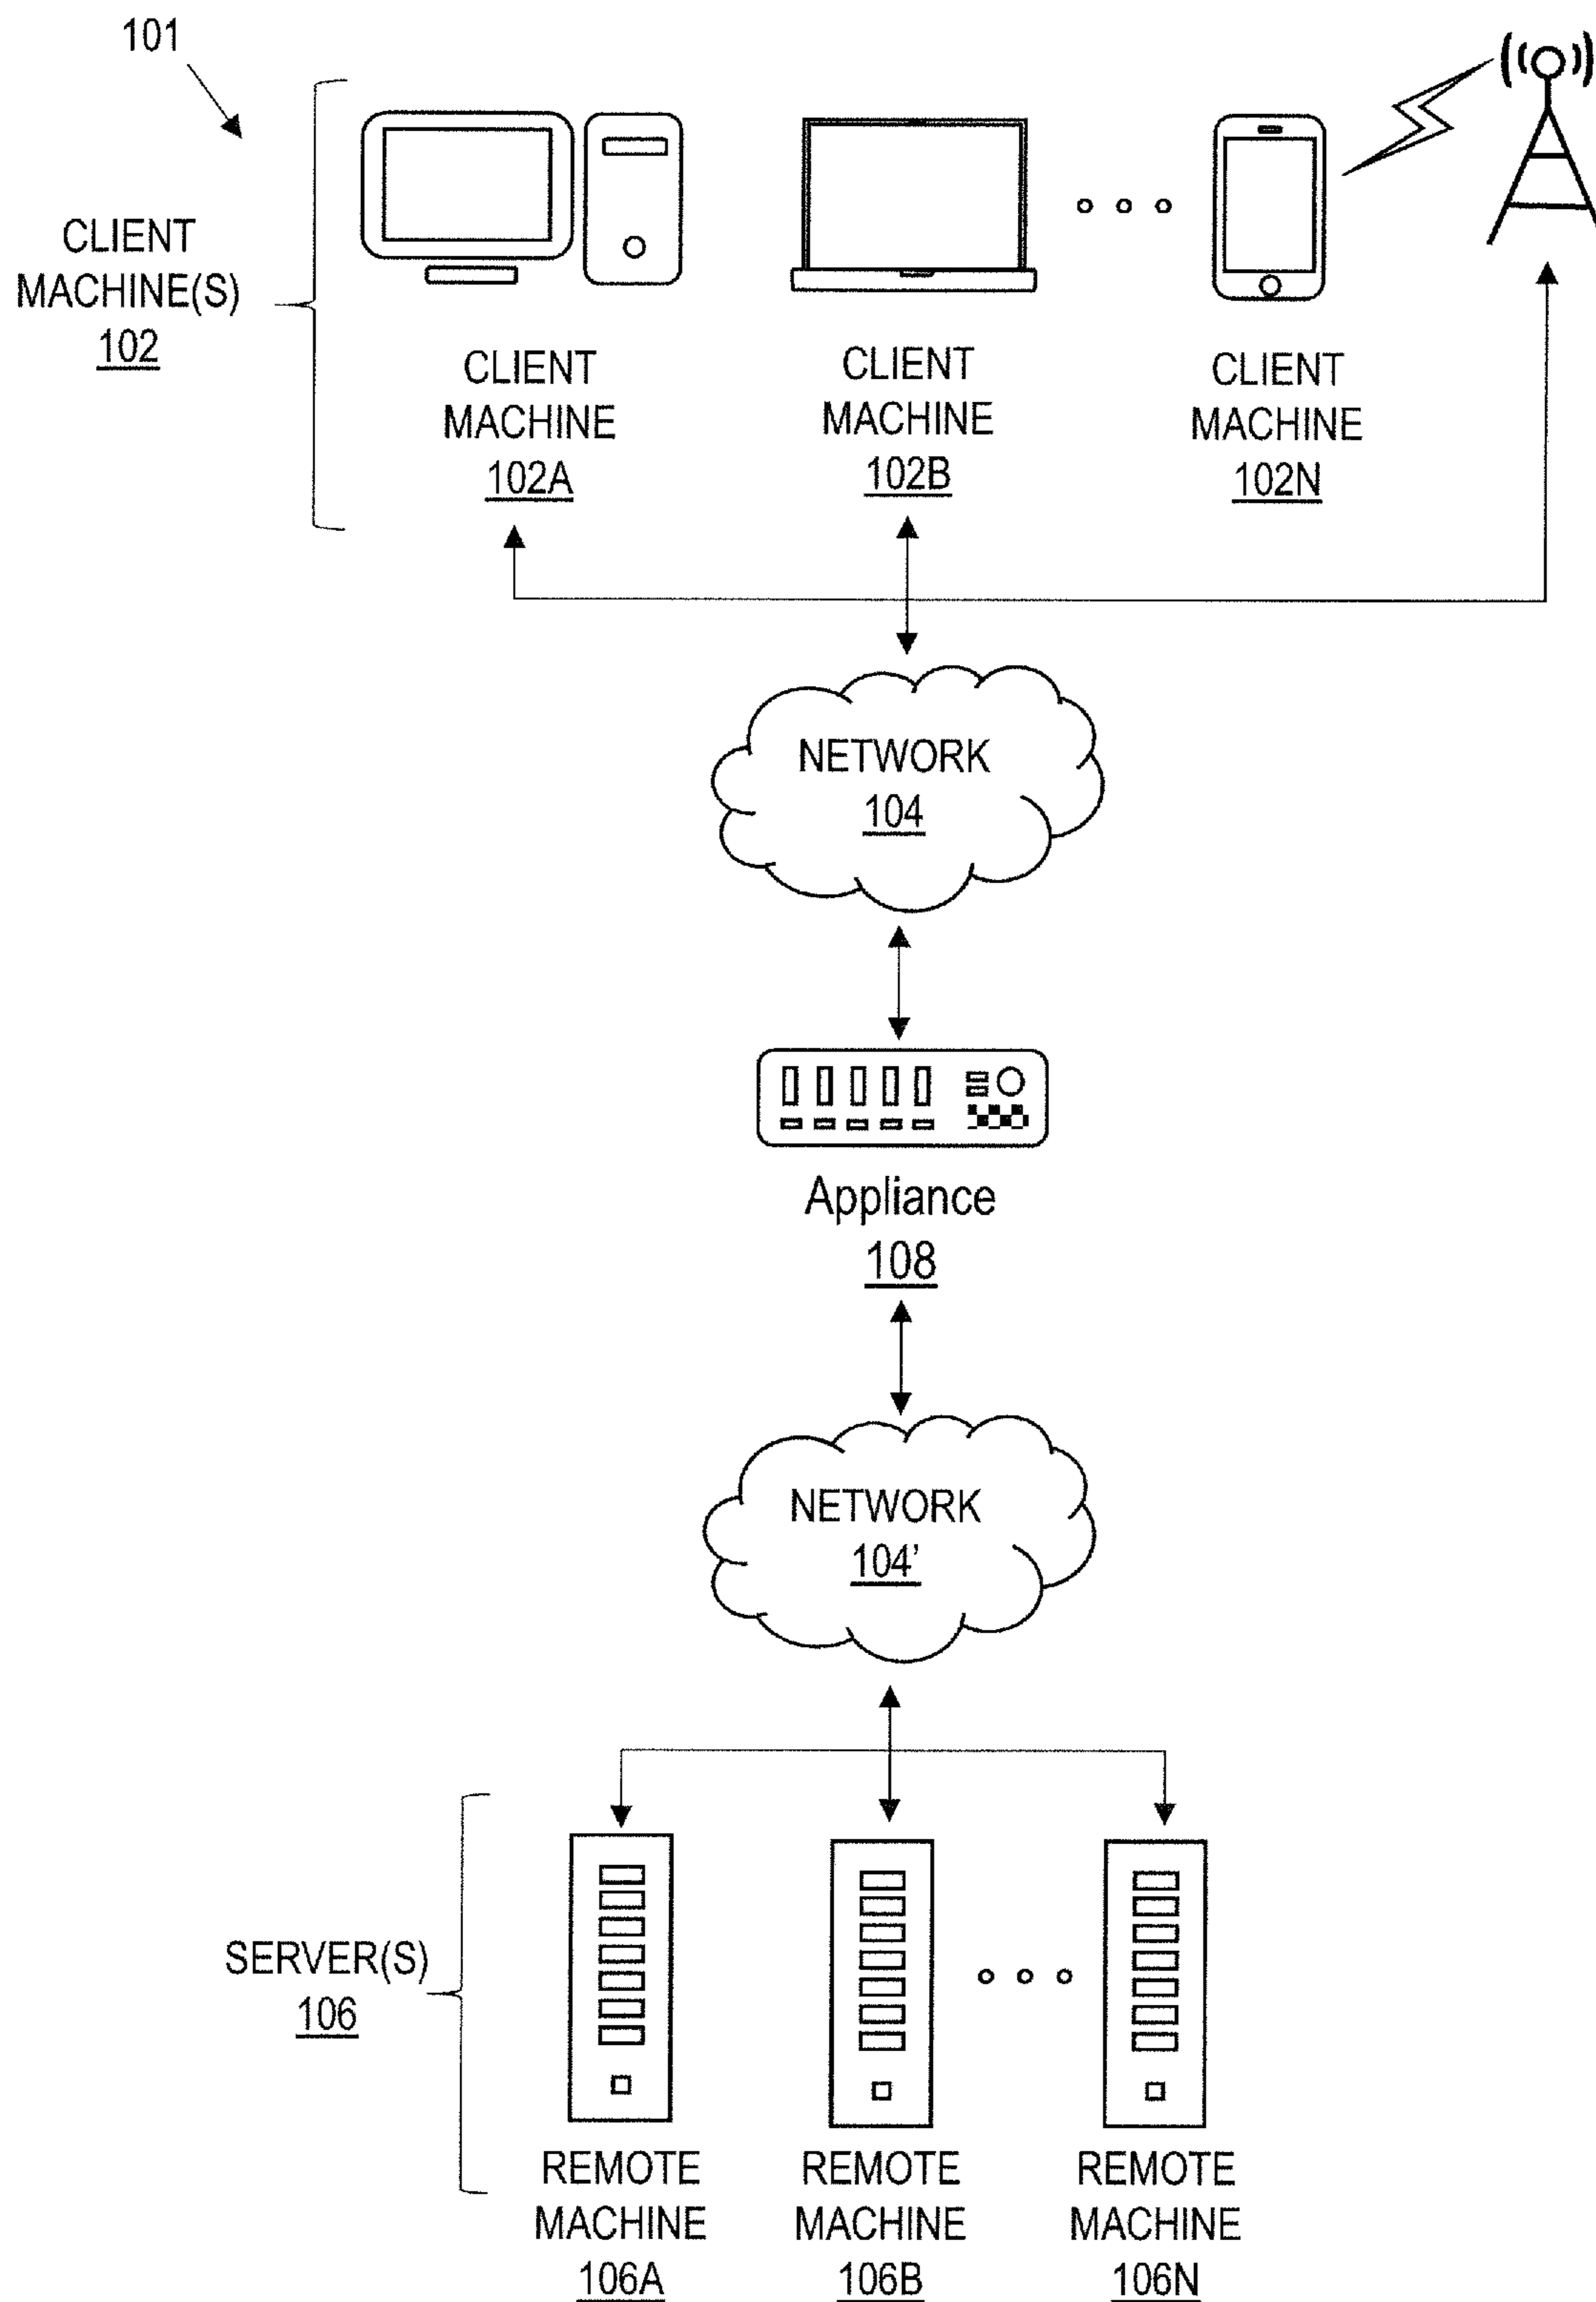 101
CLIENT
MACHINE(S)
102
CLIENT
MACHINE
102A
CLIENT
MACHINE
102B
CLIENT
MACHINE
102N
NETWORK
104
Appliance
108
NETWORK
104'
SERVER(S)
106
REMOTE
MACHINE
106A
REMOTE
MACHINE
106B
REMOTE
MACHINE
106N